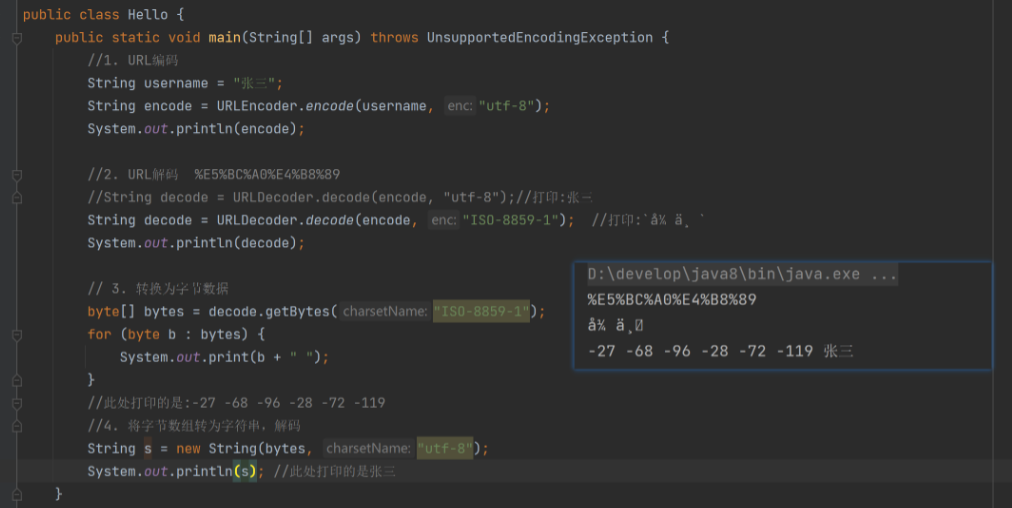 public class Hello {
public static void main(String[] args) throws UnsupportedEncodingException {
//1. URL编码
String username = "张三";
String encode = URLEncoder.encode(username, enc: "utf-8");
System.out.println(encode);
//2. URL解码 %E5%BC%A0%E4%B8%89
//String decode = URLDecoder.decode(encode, "utf-8");//打印:张三
String decode = URLDecoder.decode(encode, enc: "ISO-8859-1"); //打印:`å¼ ä¸ `
System.out.println(decode);
// 3. 转换为字节数据
byte[] bytes = decode.getBytes( charsetName: "ISO-8859-1");
for (byte b : bytes) {
System.out.print(b + " ");
}
//此处打印的是:-27 -68 -96 -28 -72 -119
//4. 将字节数组转为字符串，解码
String s = new String(bytes, charsetName: "utf-8");
System.out.println(s); //此处打印的是张三
}
D:\develop\java8\bin\java.exe ...
%E5%BC%A0%E4%B8%89
å¼ ä¸
-27 -68 -96 -28 -72 -119 张三